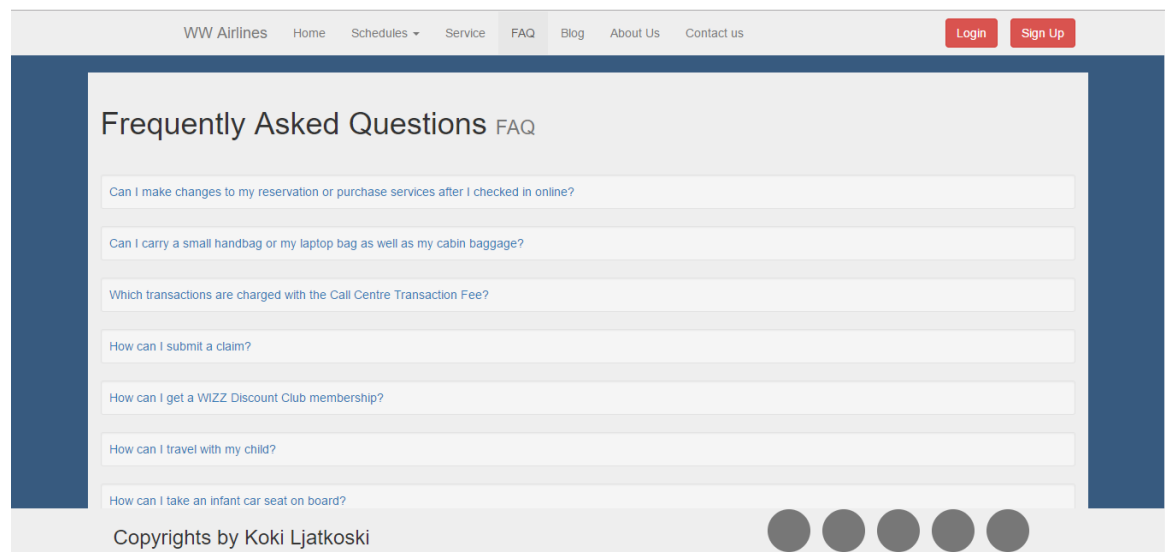 WW Airlines Home Schedules Service FAQ Blog About Us Contact us Login Sign Up
Frequently Asked Questions FAQ
Can I make changes to my reservation or purchase services after I checked in online?
Can I carry a small handbag or my laptop bag as well as my cabin baggage?
Which transactions are charged with the Call Centre Transaction Fee?
How can I submit a claim?
How can I get a WIZZ Discount Club membership?
How can I travel with my child?
How can I take an infant car seat on board?
Copyrights by Koki Ljatkoski